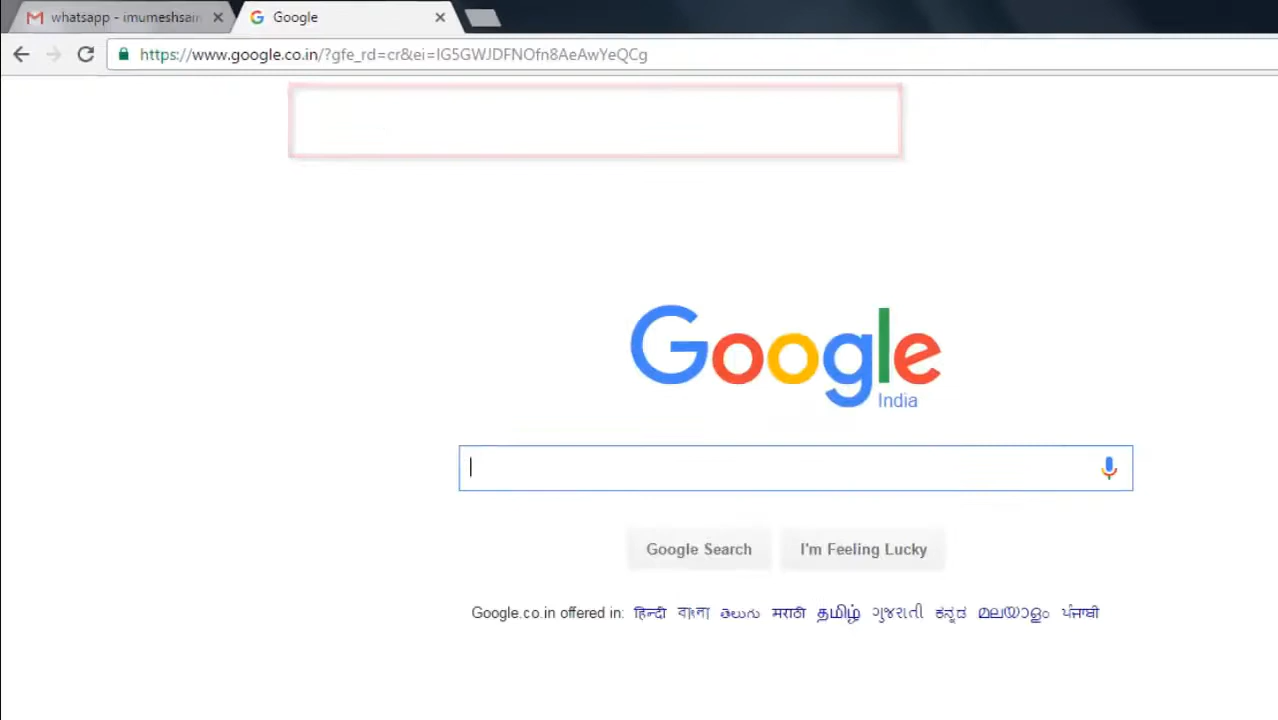 whatsapp - imumeshsain
Google
https://www.google.co.in/?gfe_rd=cr&ei=IG5GWJDFNOfn8AeAwYeQCg
Google
India
Google Search
I'm Feeling Lucky
Google.co.in offered in: हिन्दी বাংলা తెలుగు मराठी தமிழ் ગુજરાતી ಕನ್ನಡ മലയാളം ਪੰਜਾਬੀ